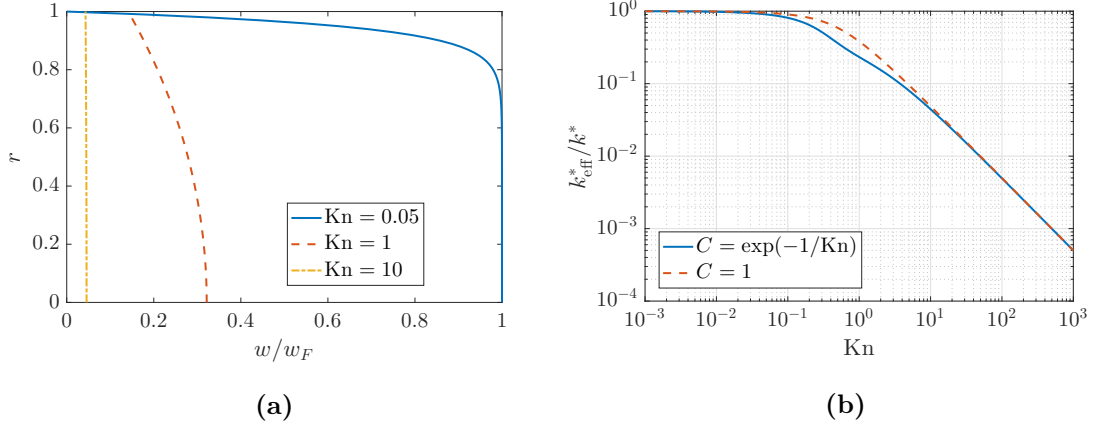 1
0.8
0.6
0.4
0.2
0
r
0
0.2
0.4
0.6
0.8
1
w/w_F
Kn = 0.05
Kn = 1
Kn = 10
(a)
10^0
10^{-1}
10^{-2}
10^{-3}
10^{-4}
k^*_{eff}/k^*
10^{-3}
10^{-2}
10^{-1}
10^0
10^1
10^2
10^3
Kn
C = exp(−1/Kn)
C = 1
(b)